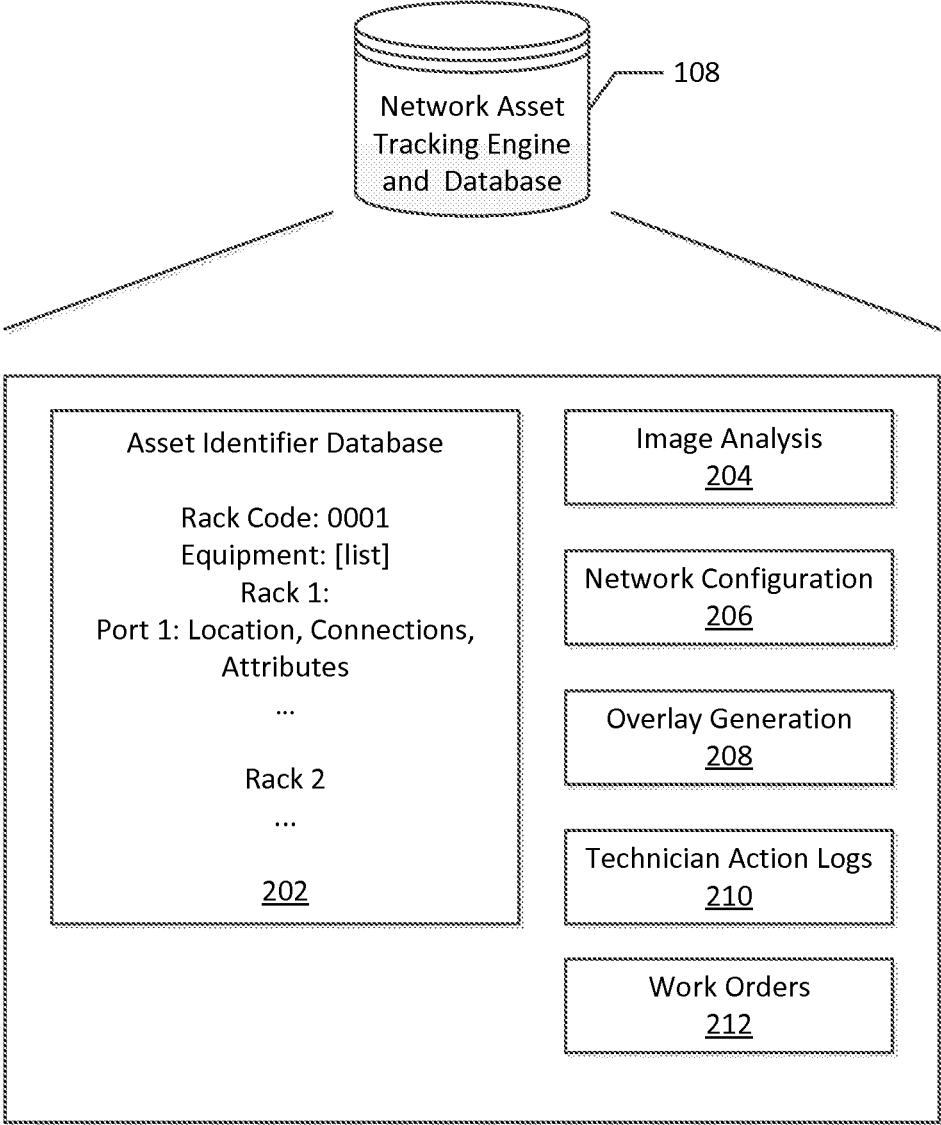 Network Asset
Tracking Engine
and Database
108
Asset Identifier Database
Rack Code: 0001
Equipment: [list]
Rack 1:
Port 1: Location, Connections,
Attributes
...
Rack 2
...
202
Image Analysis
204
Network Configuration
206
Overlay Generation
208
Technician Action Logs
210
Work Orders
212